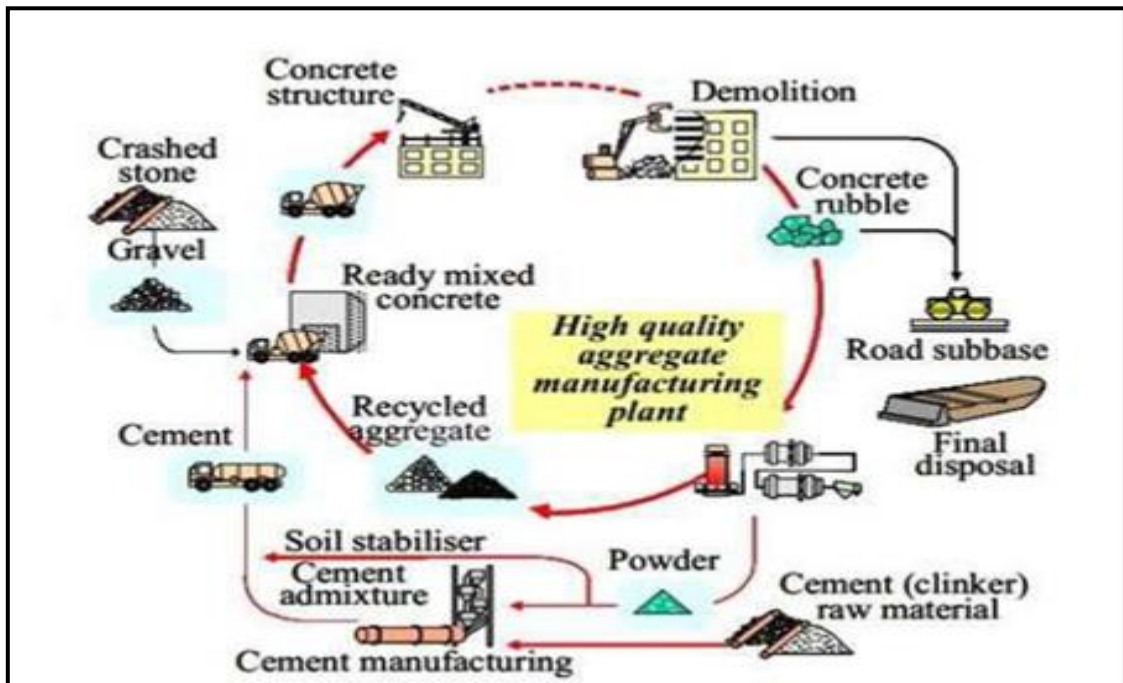 Concrete
structure
Demolition
Crashed
stone
Gravel
Concrete
rubble
Ready mixed
concrete
High quality
aggregate
manufacturing
plant
Road subbase
Recycled
aggregate
Cement
Final
disposal
Soil stabiliser
Cement
admixture
Powder
Cement (clinker)
raw material
Cement manufacturing